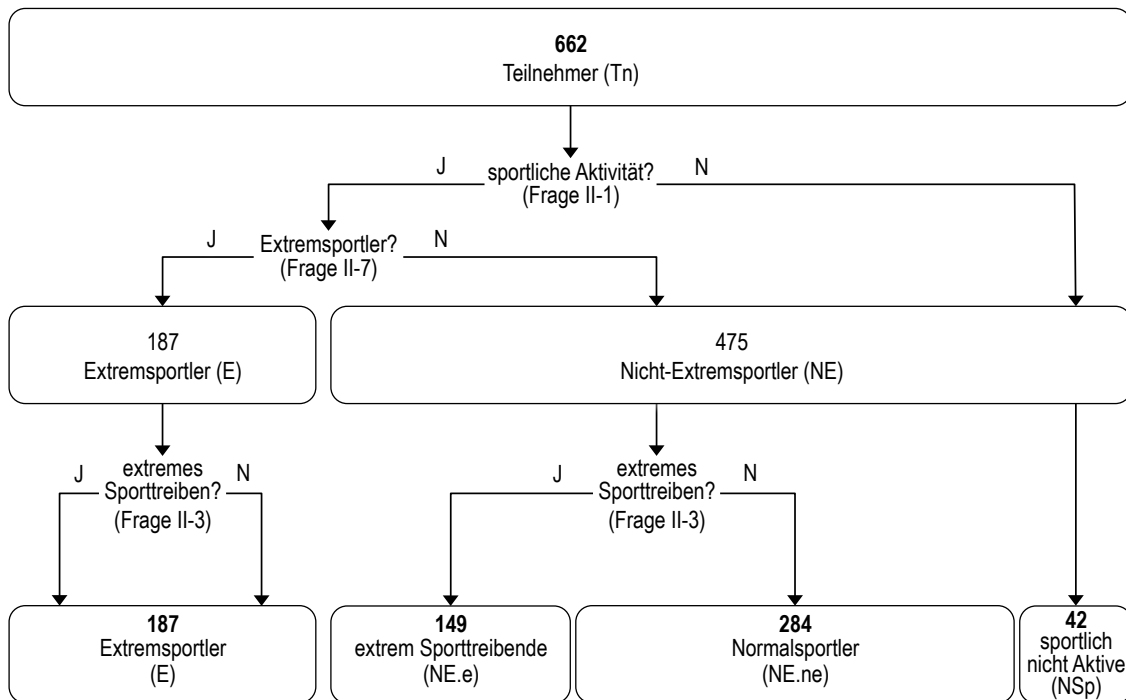 662
Teilnehmer (Tn)
J
sportliche Aktivität?
N
(Frage II-1)
J
Extremsportler?
N
(Frage II-7)
187
Extremsportler (E)
475
Nicht-Extremsportler (NE)
J
extremes
N
Sporttreiben?
(Frage II-3)
J
extremes
N
Sporttreiben?
(Frage II-3)
187
Extremsportler
(E)
149
extrem Sporttreibende
(NE.e)
284
Normalsportler
(NE.ne)
42
sportlich
nicht Aktive
(NSp)